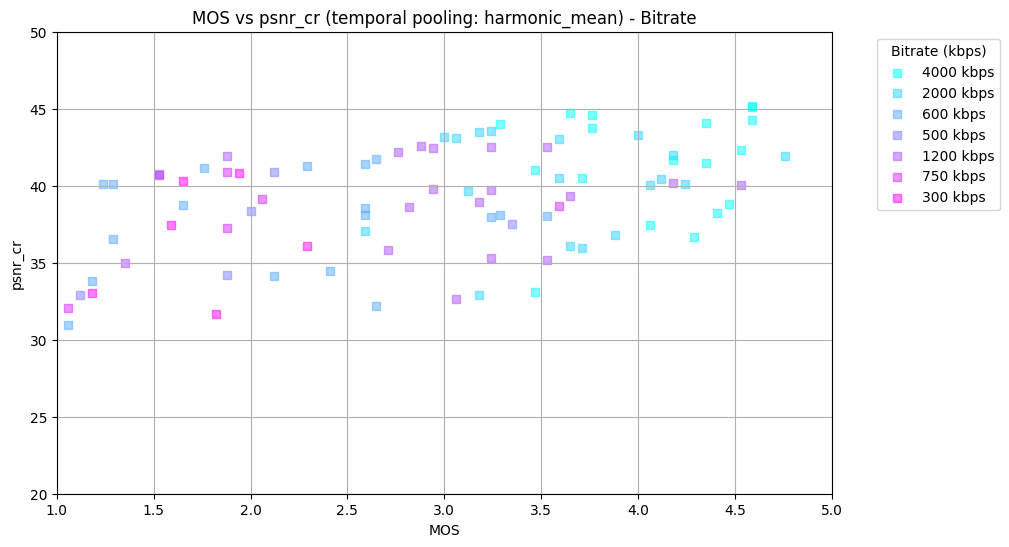 MOS vs psnr_cr (temporal pooling: harmonic_mean) - Bitrate
50
45
40
35
30
25
20
psnr_cr
1.0 1.5 2.0 2.5 3.0 3.5 4.0 4.5 5.0
MOS
Bitrate (kbps)
4000 kbps
2000 kbps
600 kbps
500 kbps
1200 kbps
750 kbps
300 kbps